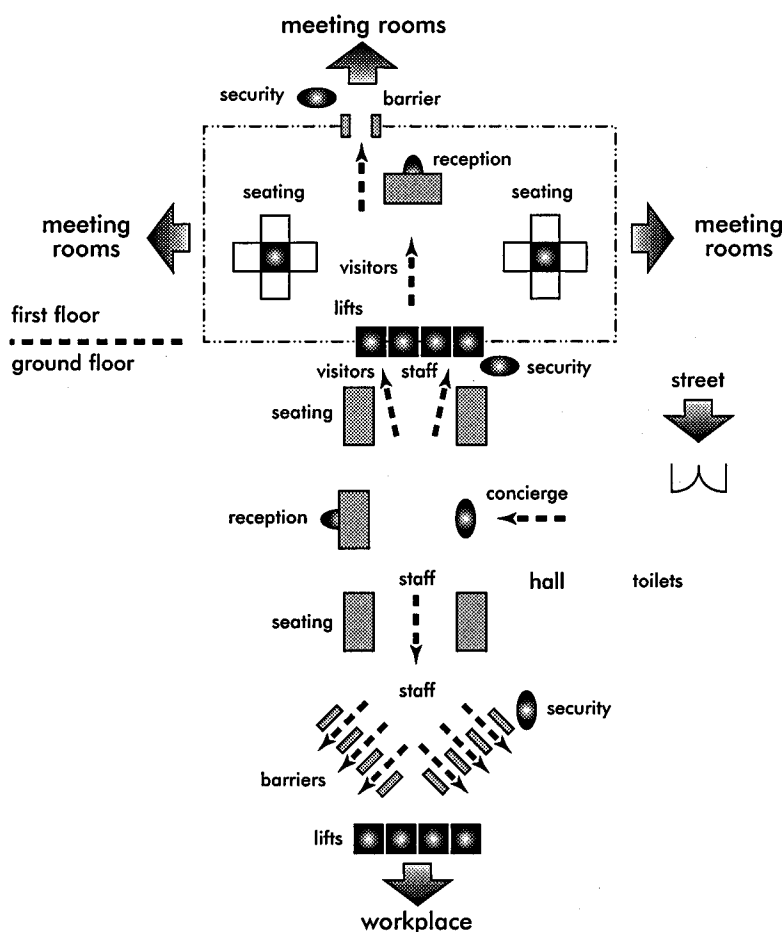 meeting rooms
security
barrier
reception
seating
seating
meeting
rooms
meeting
rooms
visitors
lifts
first floor
ground floor
visitors
staff
security
seating
street
concierge
reception
staff
hall
toilets
seating
staff
security
barriers
lifts
workplace